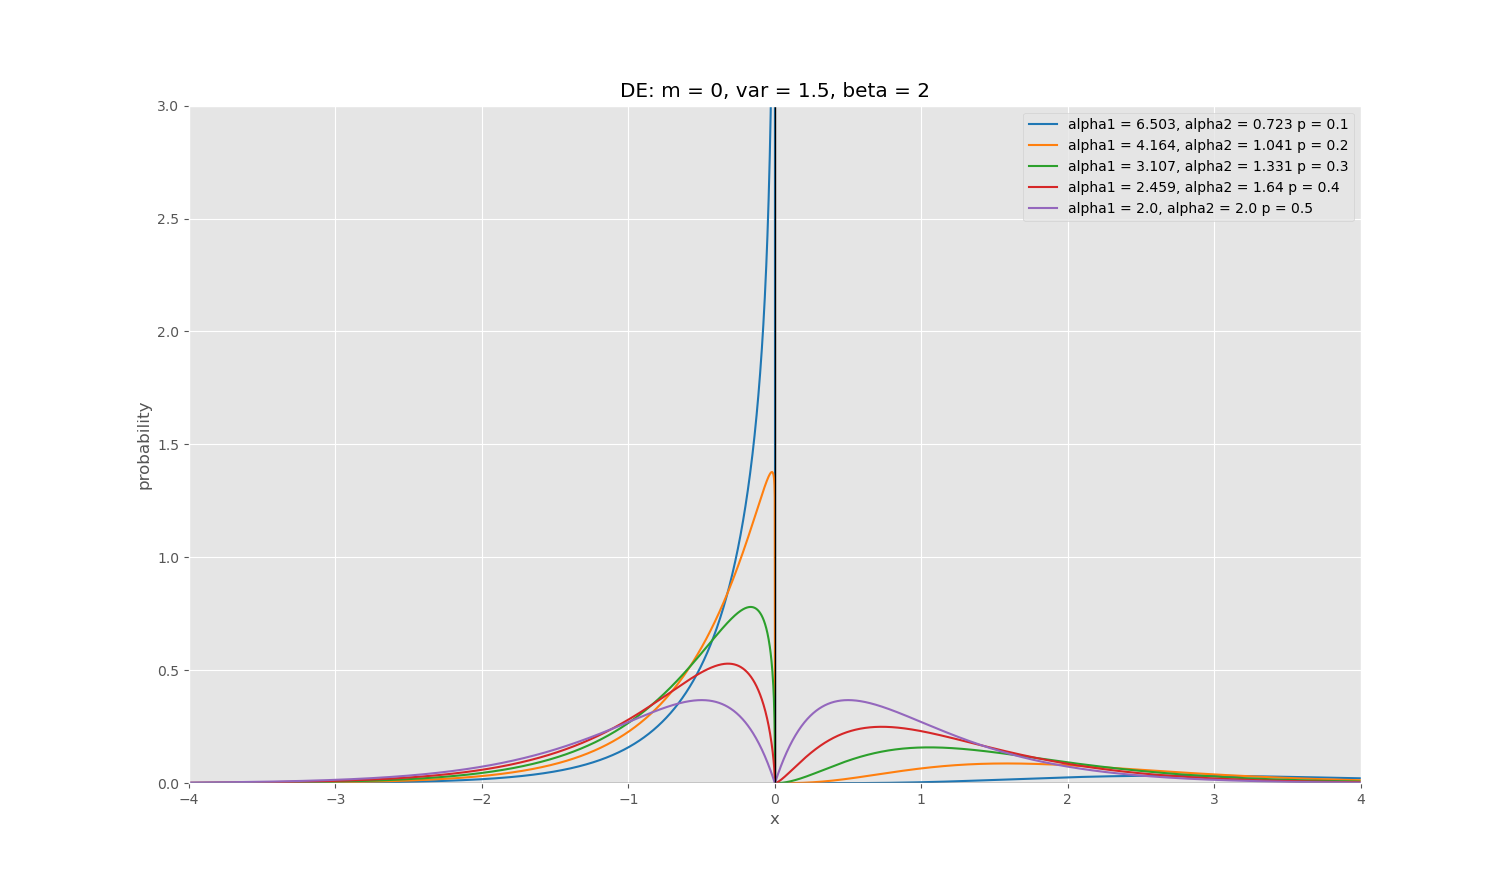 DE: m = 0, var = 1.5, beta = 2
alpha1 = 6.503, alpha2 = 0.723 p = 0.1
alpha1 = 4.164, alpha2 = 1.041 p = 0.2
alpha1 = 3.107, alpha2 = 1.331 p = 0.3
alpha1 = 2.459, alpha2 = 1.64 p = 0.4
alpha1 = 2.0, alpha2 = 2.0 p = 0.5
3.0
2.5
2.0
1.5
1.0
0.5
0.0
probability
−4
−3
−2
−1
0
1
2
3
4
x